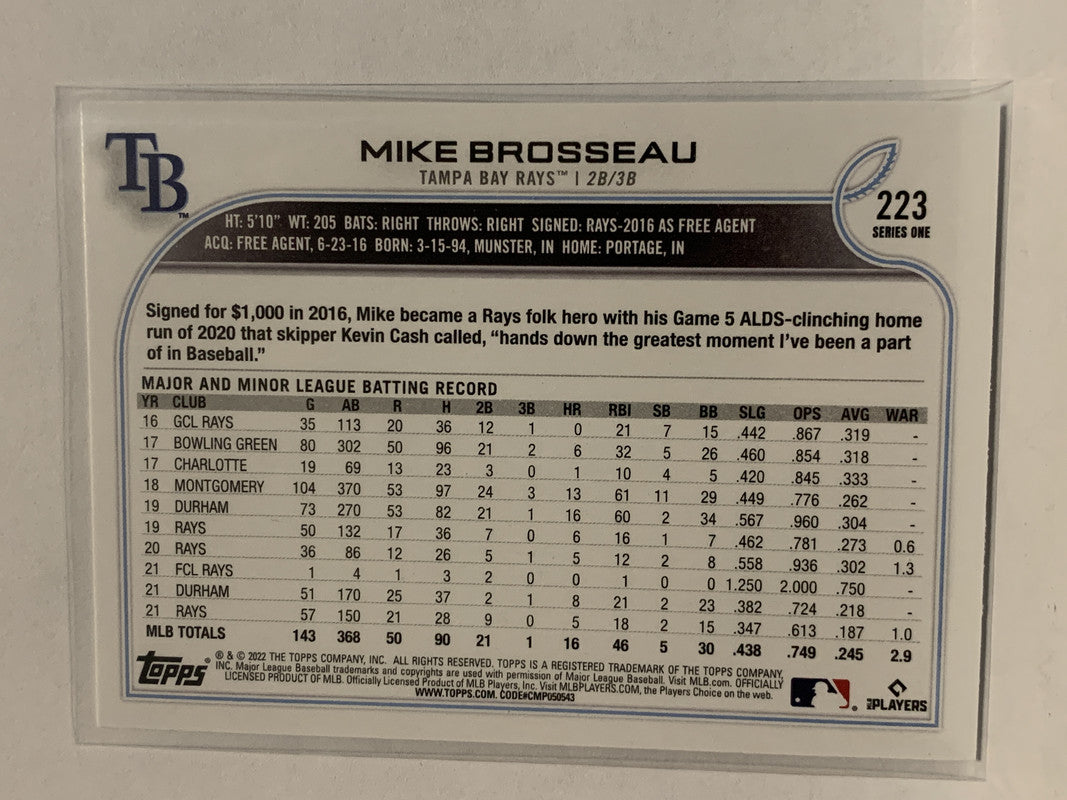 TB™
MIKE BROSSEAU
TAMPA BAY RAYS™ | 2B/3B
223
SERIES ONE
HT: 5'10" WT: 205 BATS: RIGHT THROWS: RIGHT SIGNED: RAYS-2016 AS FREE AGENT
ACQ: FREE AGENT, 6-23-16 BORN: 3-15-94, MUNSTER, IN HOME: PORTAGE, IN
Signed for $1,000 in 2016, Mike became a Rays folk hero with his Game 5 ALDS-clinching home
run of 2020 that skipper Kevin Cash called, “hands down the greatest moment I’ve been a part
of in Baseball.”
MAJOR AND MINOR LEAGUE BATTING RECORD
YR CLUB G AB R H 2B 3B HR RBI SB BB SLG OPS AVG WAR
16 GCL RAYS 35 113 20 36 12 1 0 21 7 15 .442 .867 .319 -
17 BOWLING GREEN 80 302 50 96 21 2 6 32 5 26 .460 .854 .318 -
17 CHARLOTTE 19 69 13 23 3 0 1 10 4 5 .420 .845 .333 -
18 MONTGOMERY 104 370 53 97 24 3 13 61 11 29 .449 .776 .262 -
19 DURHAM 73 270 53 82 21 1 16 60 2 34 .567 .960 .304 -
19 RAYS 50 132 17 36 7 0 6 16 1 7 .462 .781 .273 0.6
20 RAYS 36 86 12 26 5 1 5 12 2 8 .558 .936 .302 1.3
21 FCL RAYS 1 4 1 3 2 0 0 1 0 0 1.250 2.000 .750 -
21 DURHAM 51 170 25 37 2 1 8 21 2 23 .382 .724 .218 -
21 RAYS 57 150 21 28 9 0 5 18 2 15 .347 .613 .187 1.0
MLB TOTALS 143 368 50 90 21 1 16 46 5 30 .438 .749 .245 2.9
topps®
® & © 2022 THE TOPPS COMPANY, INC. ALL RIGHTS RESERVED. TOPPS IS A REGISTERED TRADEMARK OF THE TOPPS COMPANY,
INC. Major League Baseball trademarks and copyrights are used with permission of Major League Baseball. Visit MLB.com. OFFICIALLY
LICENSED PRODUCT OF MLB. Officially Licensed Product of MLB Players, Inc. Visit MLBPLAYERS.COM, the Players Choice on the web.
WWW.TOPPS.COM. CODE#CMP050543
MLB PLAYERS